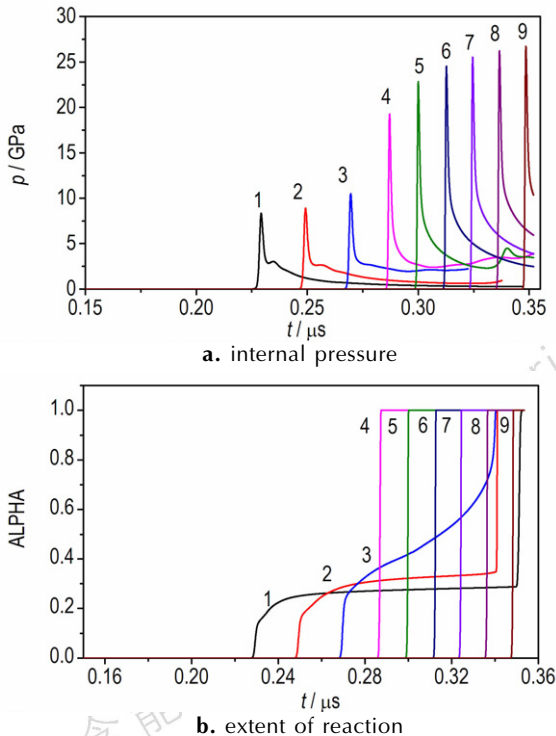 30
25
20
15
10
5
0
p / GPa
1 2 3 4 5 6 7 8 9
0.15 0.20 0.25 0.30 0.35
t / μs
a. internal pressure
1.0
0.8
0.6
0.4
0.2
0.0
ALPHA
1 2 3 4 5 6 7 8 9
0.16 0.20 0.24 0.28 0.32 0.36
t / μs
b. extent of reaction
含能